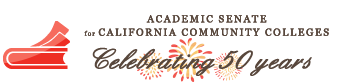 ACADEMIC SENATE
for CALIFORNIA COMMUNITY COLLEGES
Celebrating 50 years